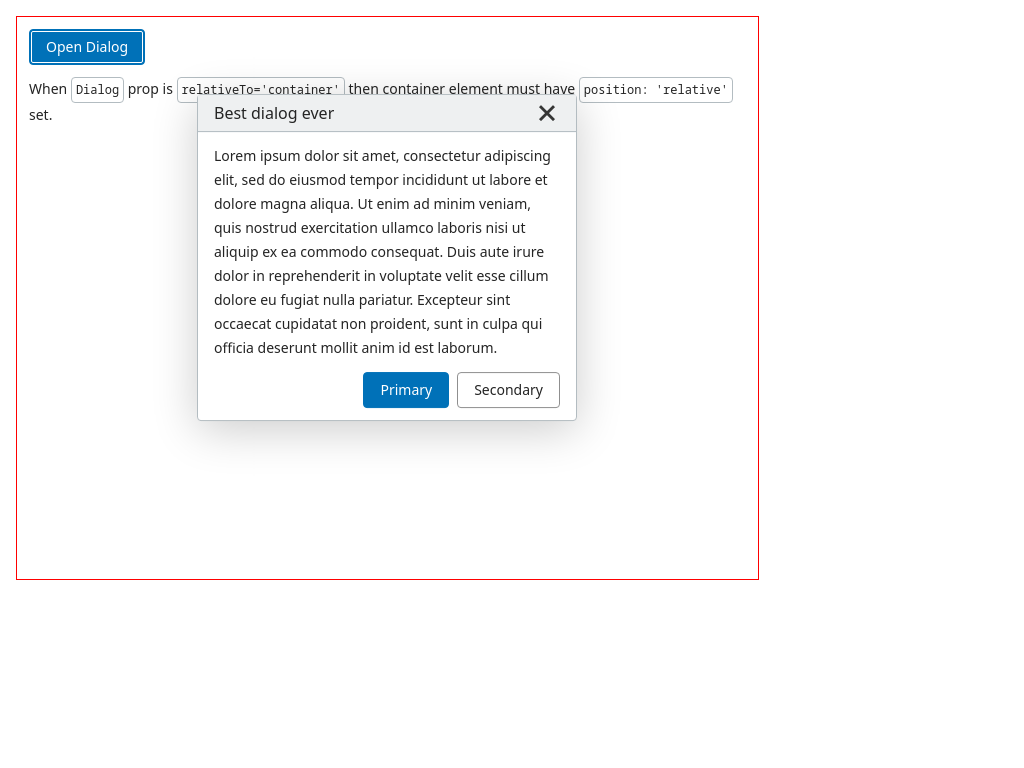 Open Dialog
When Dialog prop is relativeTo='container' then container element must have position: 'relative'
set.
Best dialog ever
Lorem ipsum dolor sit amet, consectetur adipiscing
elit, sed do eiusmod tempor incididunt ut labore et
dolore magna aliqua. Ut enim ad minim veniam,
quis nostrud exercitation ullamco laboris nisi ut
aliquip ex ea commodo consequat. Duis aute irure
dolor in reprehenderit in voluptate velit esse cillum
dolore eu fugiat nulla pariatur. Excepteur sint
occaecat cupidatat non proident, sunt in culpa qui
officia deserunt mollit anim id est laborum.
Primary Secondary